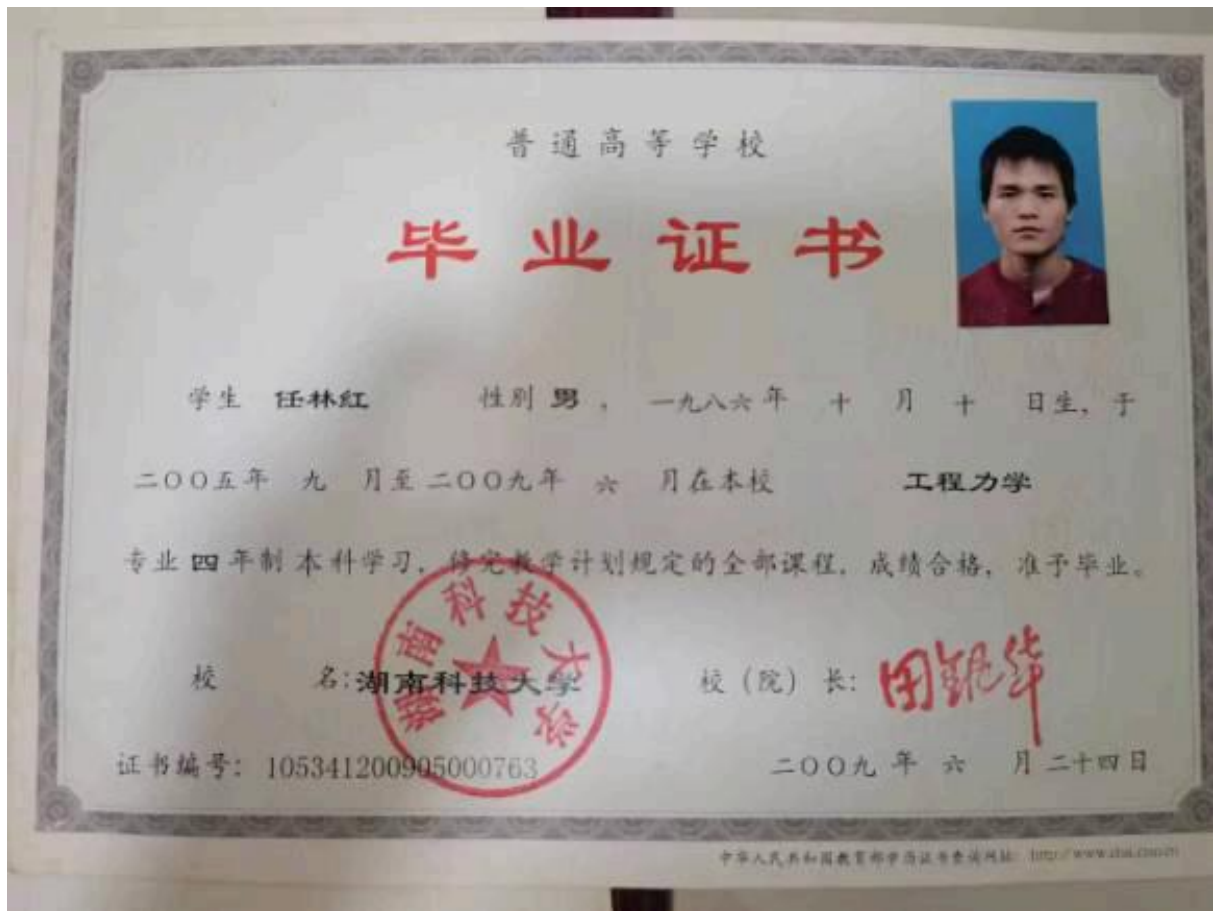 普通高等学校
毕业证书
学生 任林红 性别 男， 一九八六年 十 月 十 日生，于
二〇〇五年 九 月至二〇〇九年 六 月在本校 工程力学
专业 四 年制 本科学习，修完教学计划规定的全部课程，成绩合格，准予毕业。
湖南科技大学
校 名：湖南科技大学 校（院）长：田银华
证书编号：105341200905000763 二〇〇九 年 六 月 二十四日
中华人民共和国教育部学历证书查询网址：http://www.chsi.com.cn